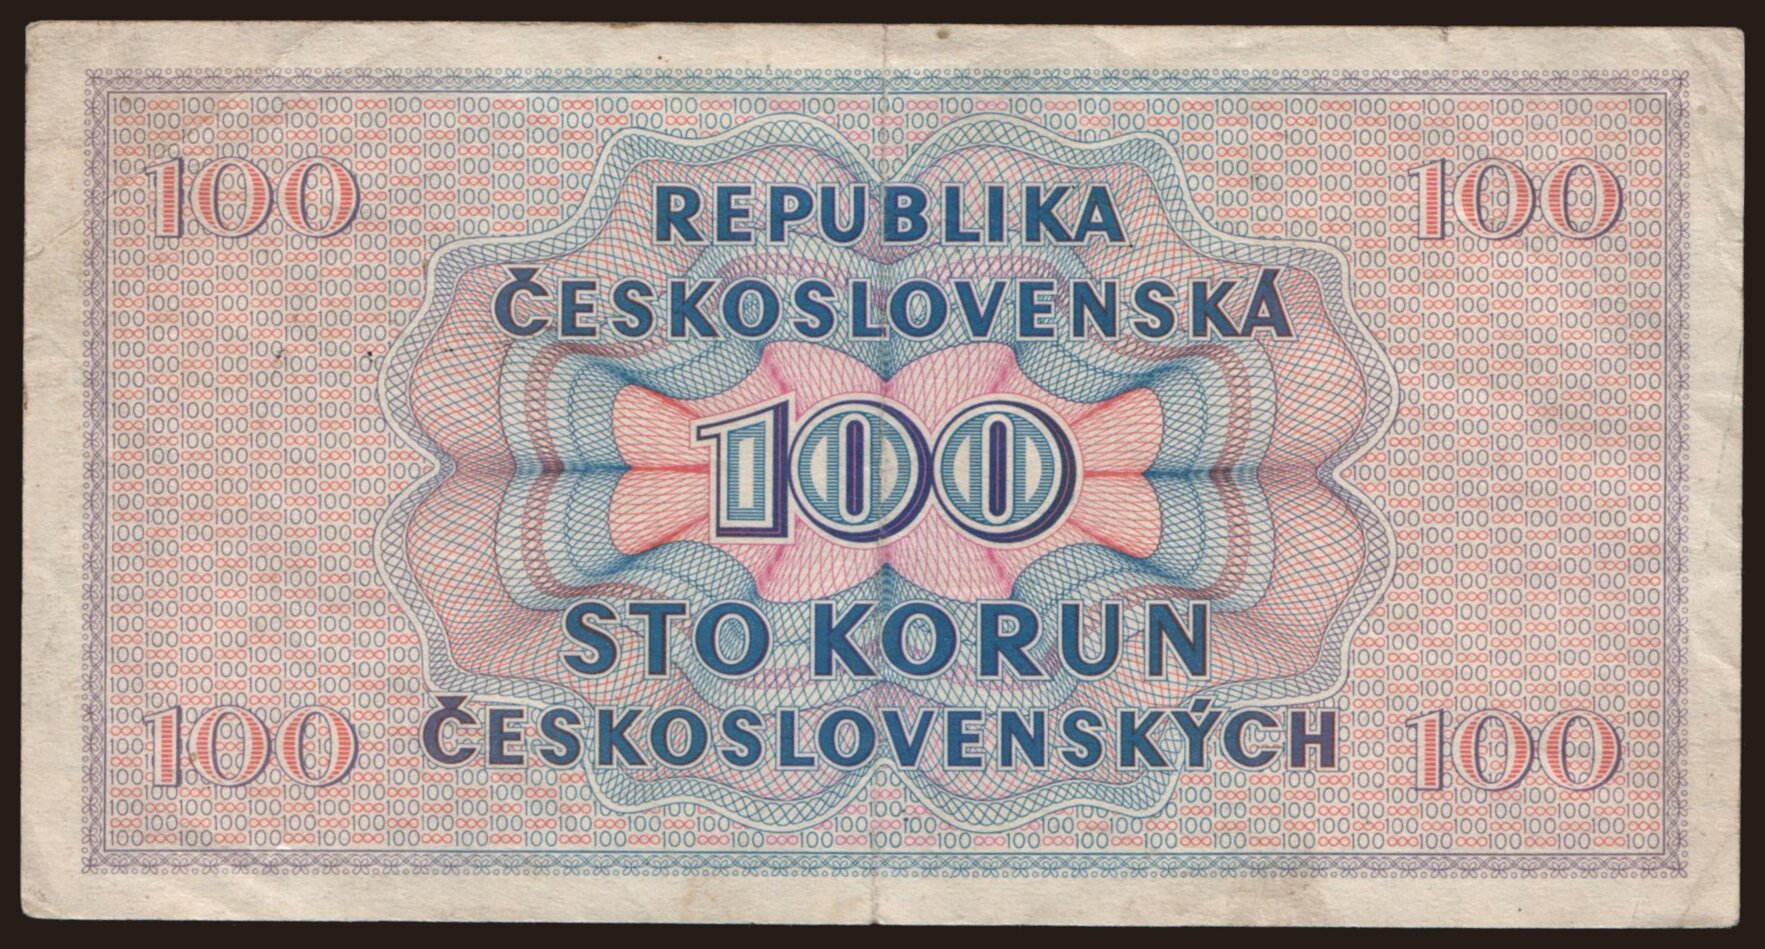 100 100
REPUBLIKA
ČESKOSLOVENSKÁ
100
STO KORUN
ČESKOSLOVENSKÝCH
100 100